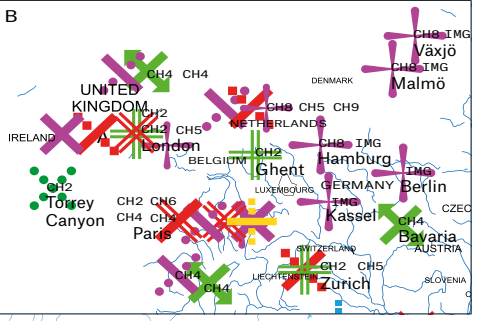 B
CH8 IMG
Växjö
CH8 IMG
Malmö
CH4 CH4
DENMARK
UNITED
KINGDOM
CH2
CH8 CH5 CH9
NETHERLANDS
IRELAND
A
CH2 CH5
London
CH8 IMG
Hamburg
BELGIUM
CH2
Ghent
IMG
Berlin
CH2
Torrey
Canyon
LUXEMBOURG
GERMANY
CH2 CH6
CH4 CH4
Paris
IMG
Kassel
CZEC
CH4
Bavaria
AUSTRIA
SWITZERLAND
CH4
CH4
LIECHTENSTEIN
CH2 CH5
Zurich
SLOVENIA
C